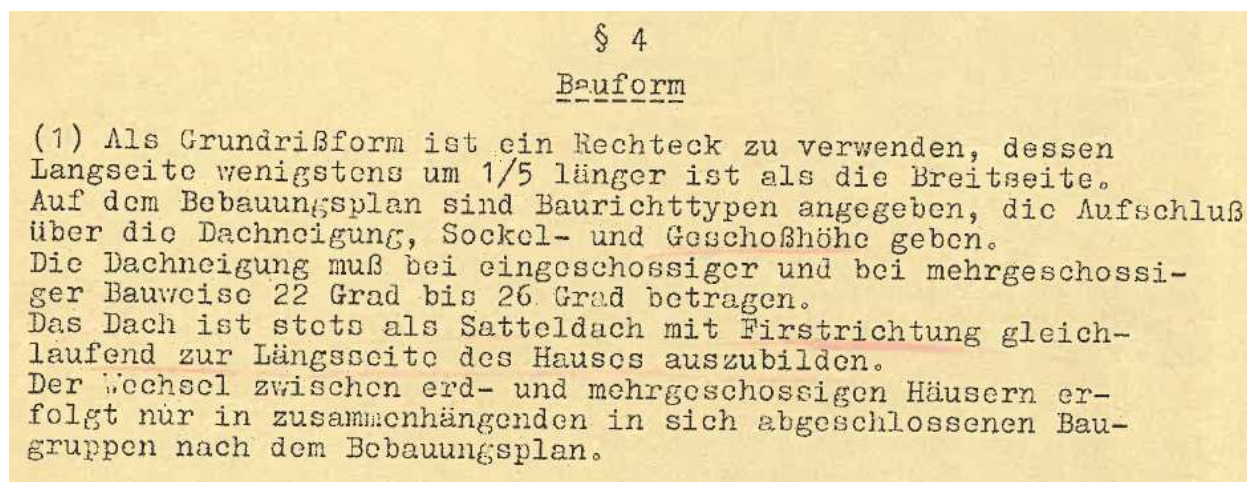 § 4
Bauform
(1) Als Grundrißform ist ein Rechteck zu verwenden, dessen
Langseite wenigstens um 1/5 länger ist als die Breitseite.
Auf dem Bebauungsplan sind Baurichttypen angegeben, die Aufschluß
über die Dachneigung, Sockel- und Geschoßhöhe geben.
Die Dachneigung muß bei eingeschossiger und bei mehrgeschossi-
ger Bauweise 22 Grad bis 26 Grad betragen.
Das Dach ist stets als Satteldach mit Firstrichtung gleich-
laufend zur Längsseite des Hauses auszubilden.
Der Wechsel zwischen erd- und mehrgeschossigen Häusern er-
folgt nur in zusammenhängenden in sich abgeschlossenen Bau-
gruppen nach dem Bebauungsplan.